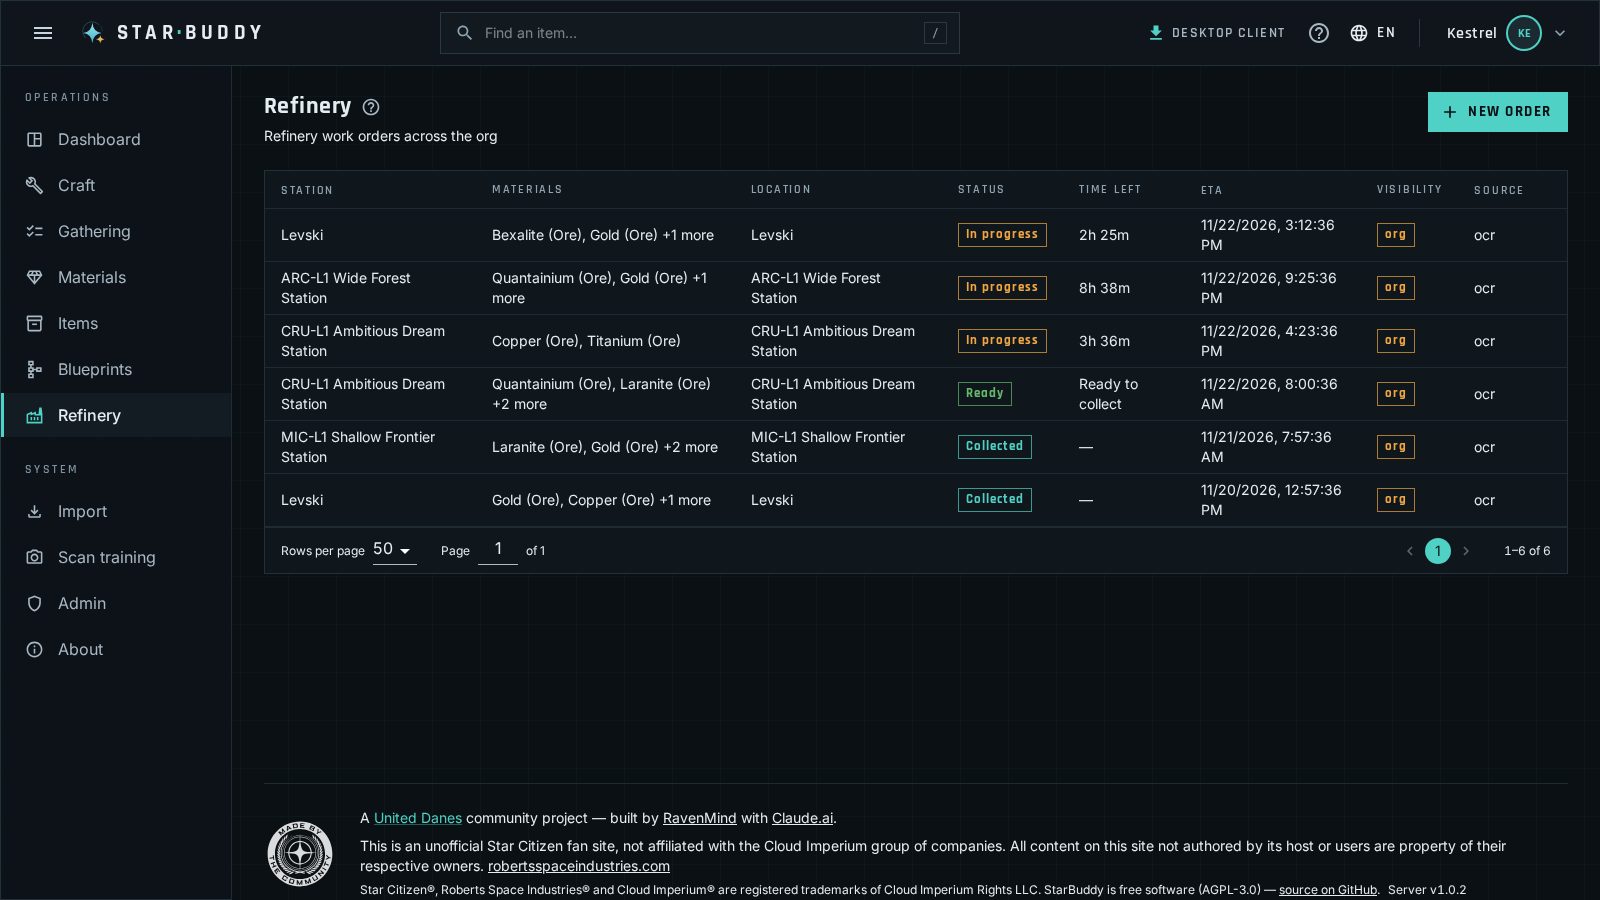 STAR·BUDDY
Find an item...
/
DESKTOP CLIENT
EN
Kestrel
KE
OPERATIONS
Dashboard
Craft
Gathering
Materials
Items
Blueprints
Refinery
SYSTEM
Import
Scan training
Admin
About
Refinery
Refinery work orders across the org
NEW ORDER
STATION MATERIALS LOCATION STATUS TIME LEFT ETA VISIBILITY SOURCE
Levski Bexalite (Ore), Gold (Ore) +1 more Levski In progress 2h 25m 11/22/2026, 3:12:36 PM org ocr
ARC-L1 Wide Forest Station Quantainium (Ore), Gold (Ore) +1 more ARC-L1 Wide Forest Station In progress 8h 38m 11/22/2026, 9:25:36 PM org ocr
CRU-L1 Ambitious Dream Station Copper (Ore), Titanium (Ore) CRU-L1 Ambitious Dream Station In progress 3h 36m 11/22/2026, 4:23:36 PM org ocr
CRU-L1 Ambitious Dream Station Quantainium (Ore), Laranite (Ore) +2 more CRU-L1 Ambitious Dream Station Ready Ready to collect 11/22/2026, 8:00:36 AM org ocr
MIC-L1 Shallow Frontier Station Laranite (Ore), Gold (Ore) +2 more MIC-L1 Shallow Frontier Station Collected — 11/21/2026, 7:57:36 AM org ocr
Levski Gold (Ore), Copper (Ore) +1 more Levski Collected — 11/20/2026, 12:57:36 PM org ocr
Rows per page 50 Page 1 of 1 1 1–6 of 6
MADE BY THE COMMUNITY
A United Danes community project — built by RavenMind with Claude.ai.
This is an unofficial Star Citizen fan site, not affiliated with the Cloud Imperium group of companies. All content on this site not authored by its host or users are property of their
respective owners. robertsspaceindustries.com
Star Citizen®, Roberts Space Industries® and Cloud Imperium® are registered trademarks of Cloud Imperium Rights LLC. StarBuddy is free software (AGPL-3.0) — source on GitHub. Server v1.0.2